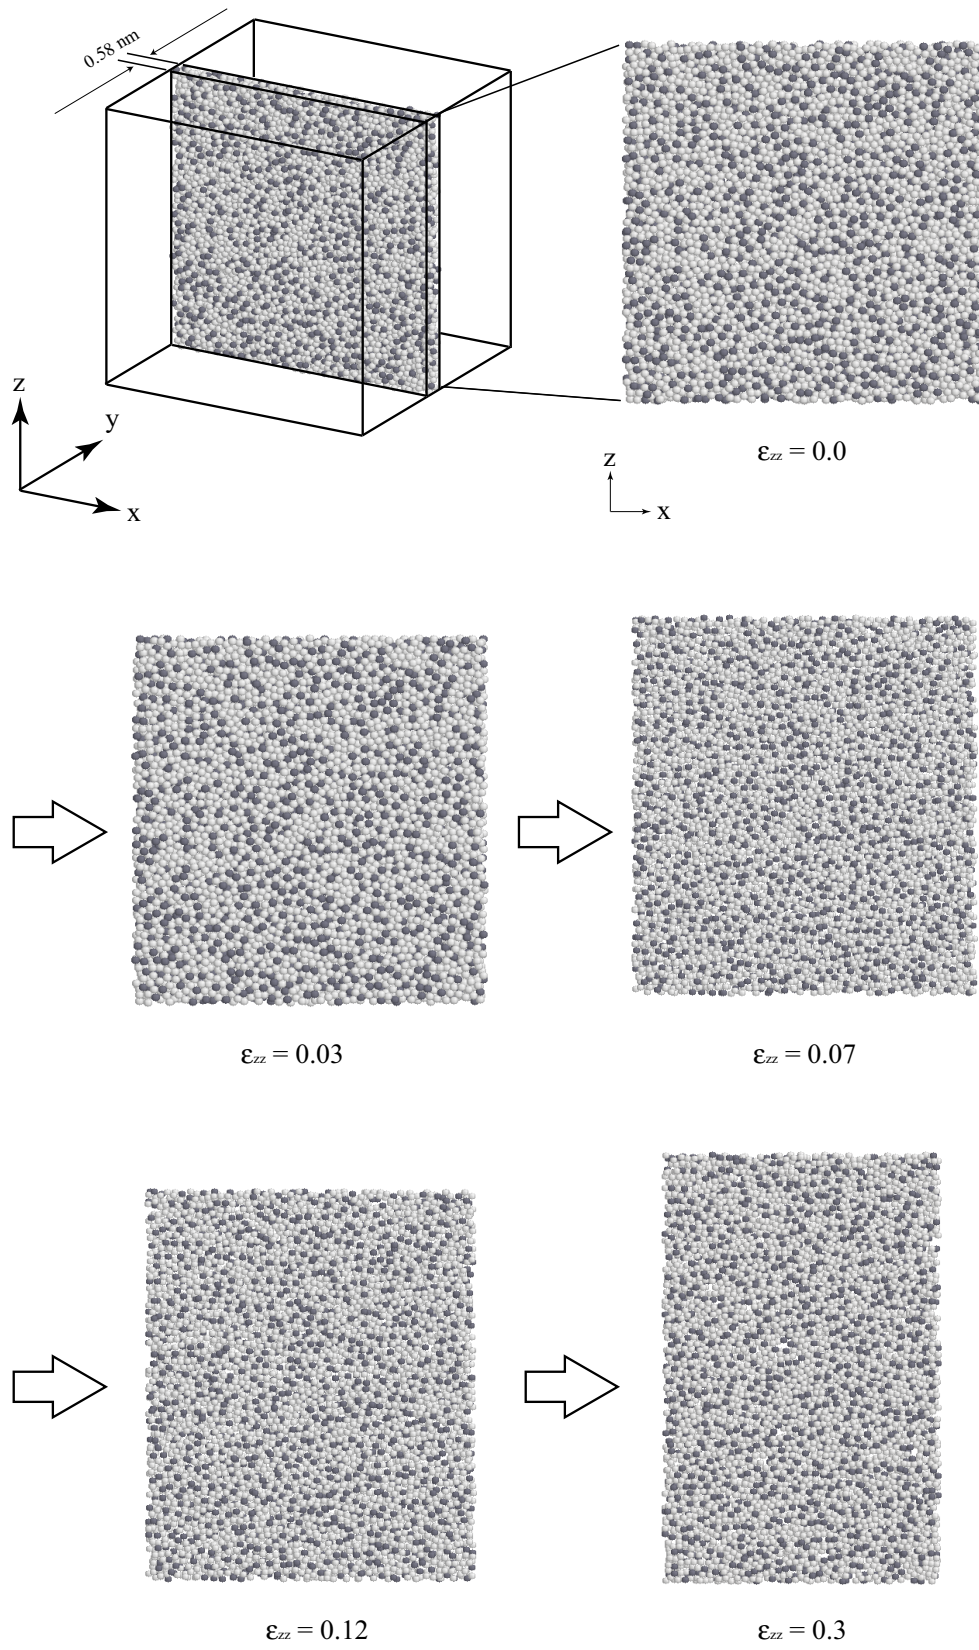 0.58 nm
z
y
x
εzz = 0.0
z
x
εzz = 0.03
εzz = 0.07
εzz = 0.12
εzz = 0.3